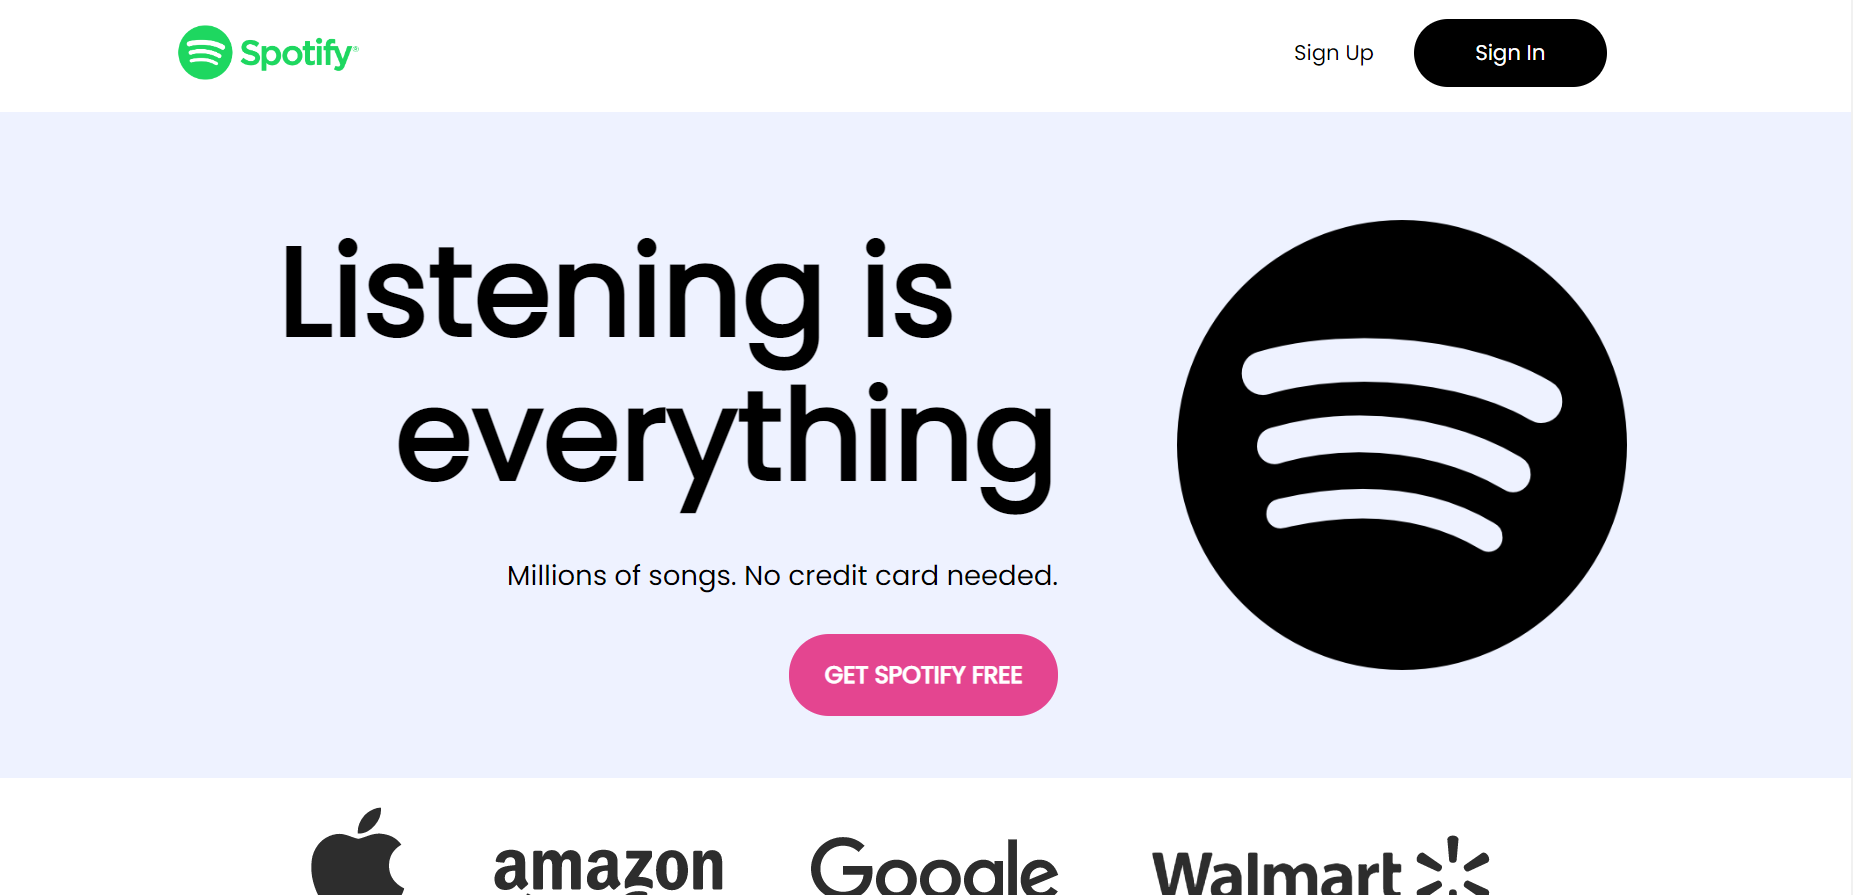 Spotify®
Sign Up
Sign In
Listening is
everything
Millions of songs. No credit card needed.
GET SPOTIFY FREE
amazon
Google
Walmart